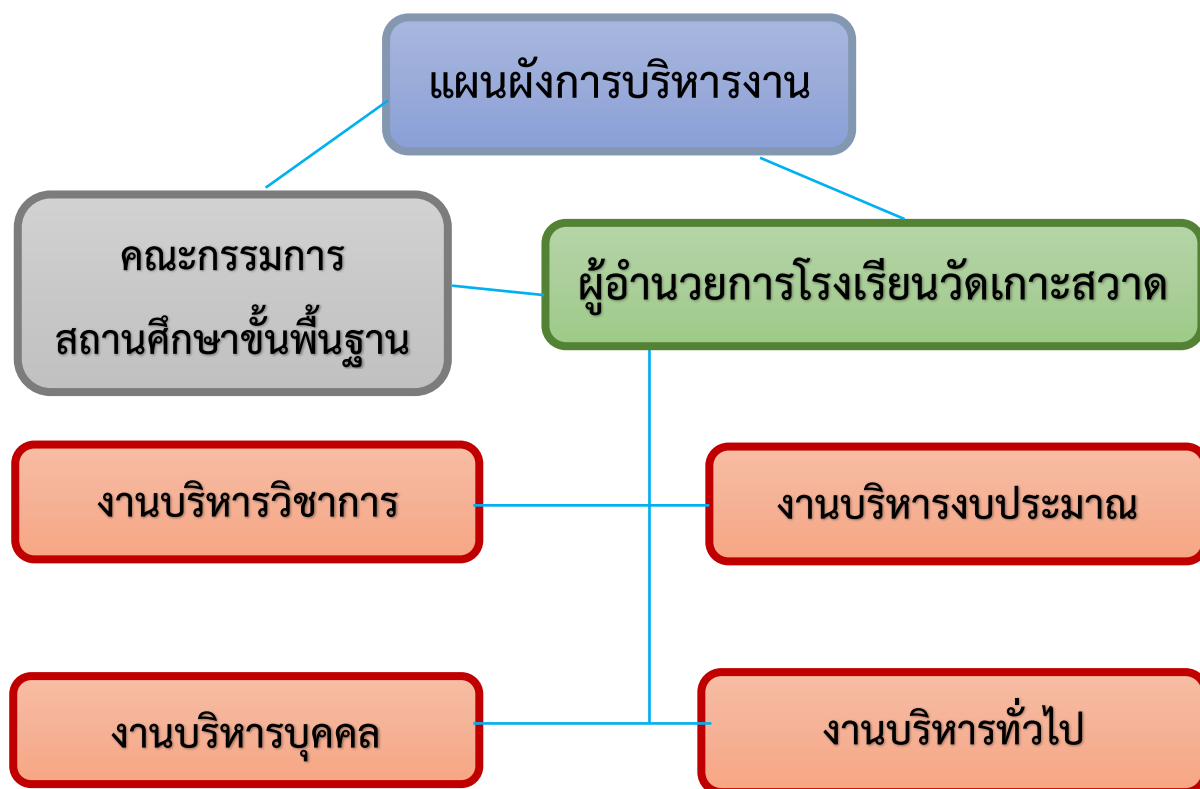 แผนผังการบริหารงาน
คณะกรรมการ
สถานศึกษาขั้นพื้นฐาน
ผู้อำนวยการโรงเรียนวัดเกาะสวาด
งานบริหารวิชาการ
งานบริหารงบประมาณ
งานบริหารบุคคล
งานบริหารทั่วไป